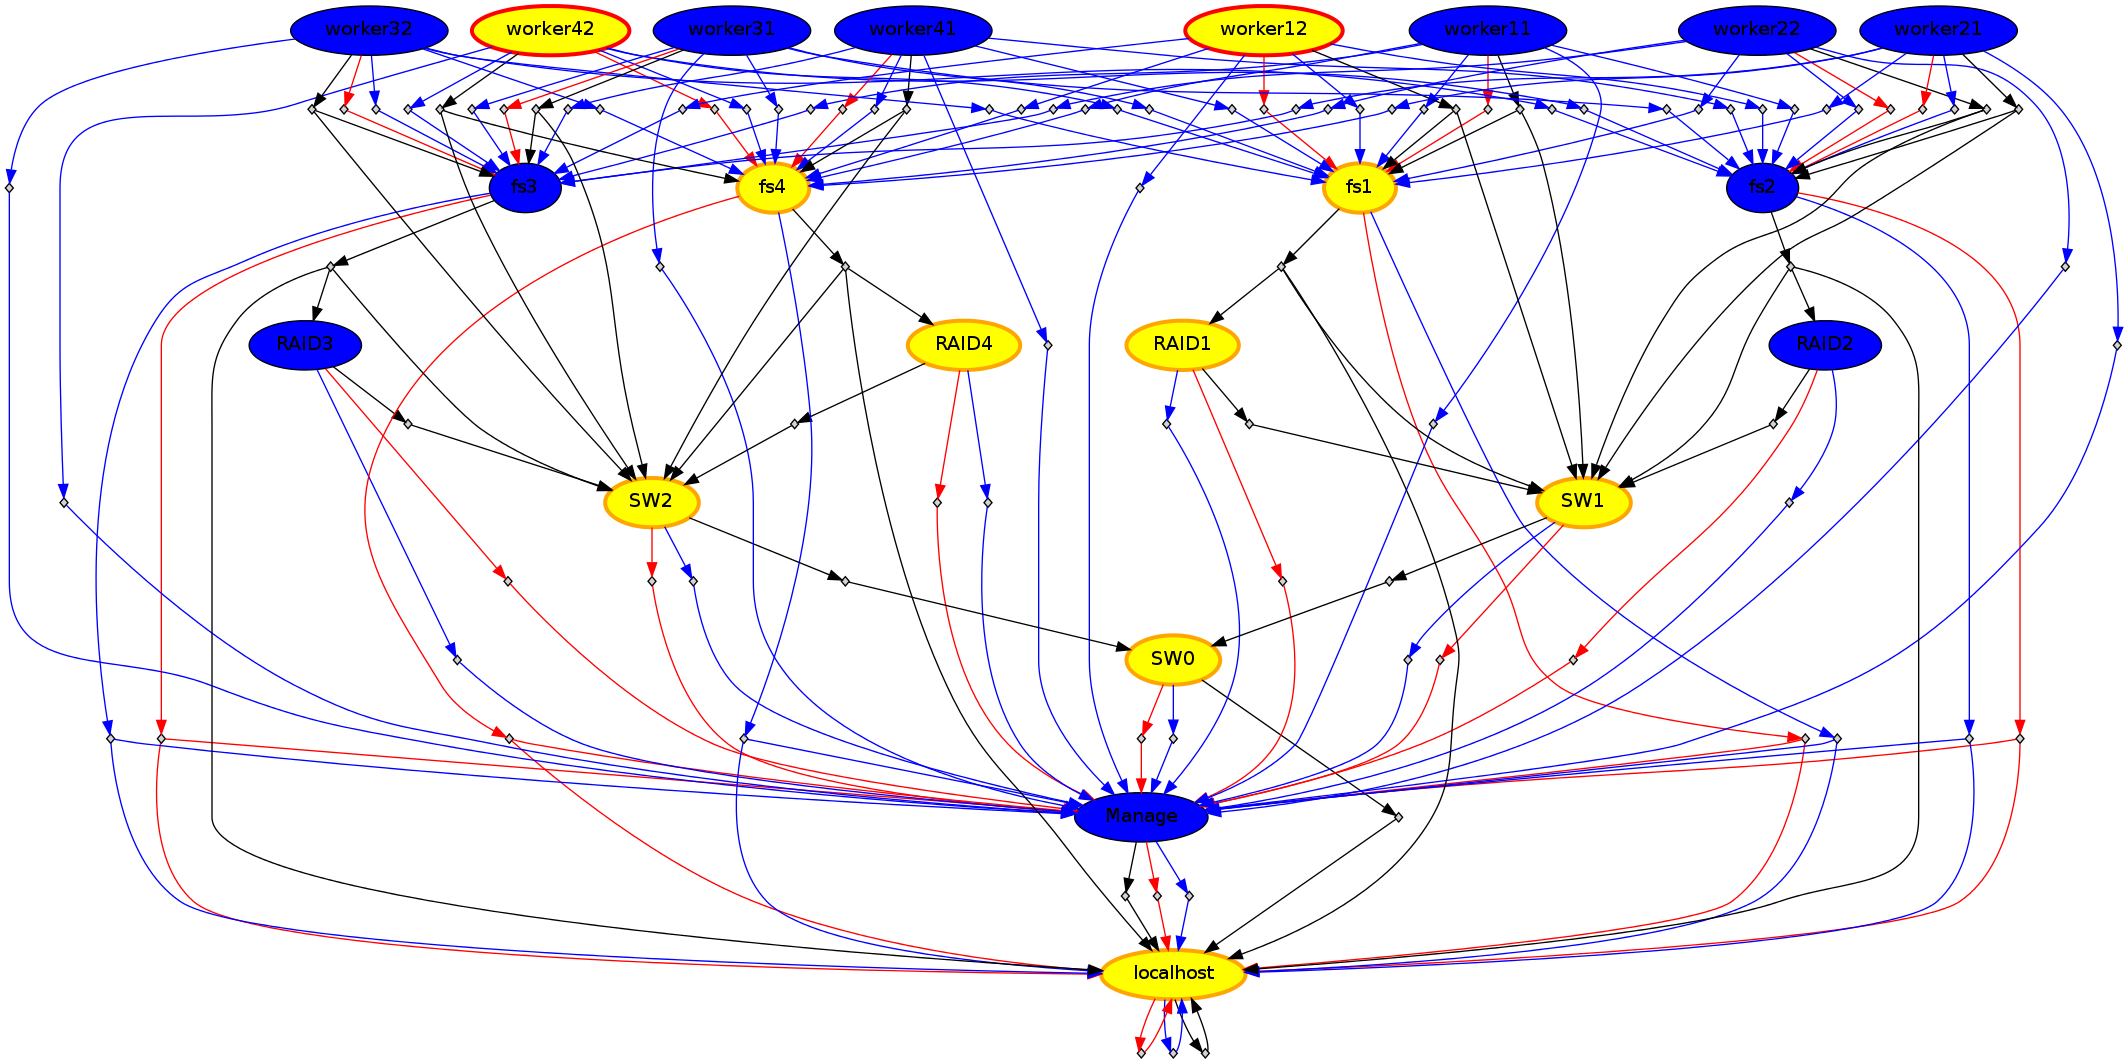 worker32
worker42
worker31
worker41
worker12
worker11
worker22
worker21
fs3
fs4
fs1
fs2
RAID3
RAID4
RAID1
RAID2
SW2
SW1
SW0
Manage
localhost